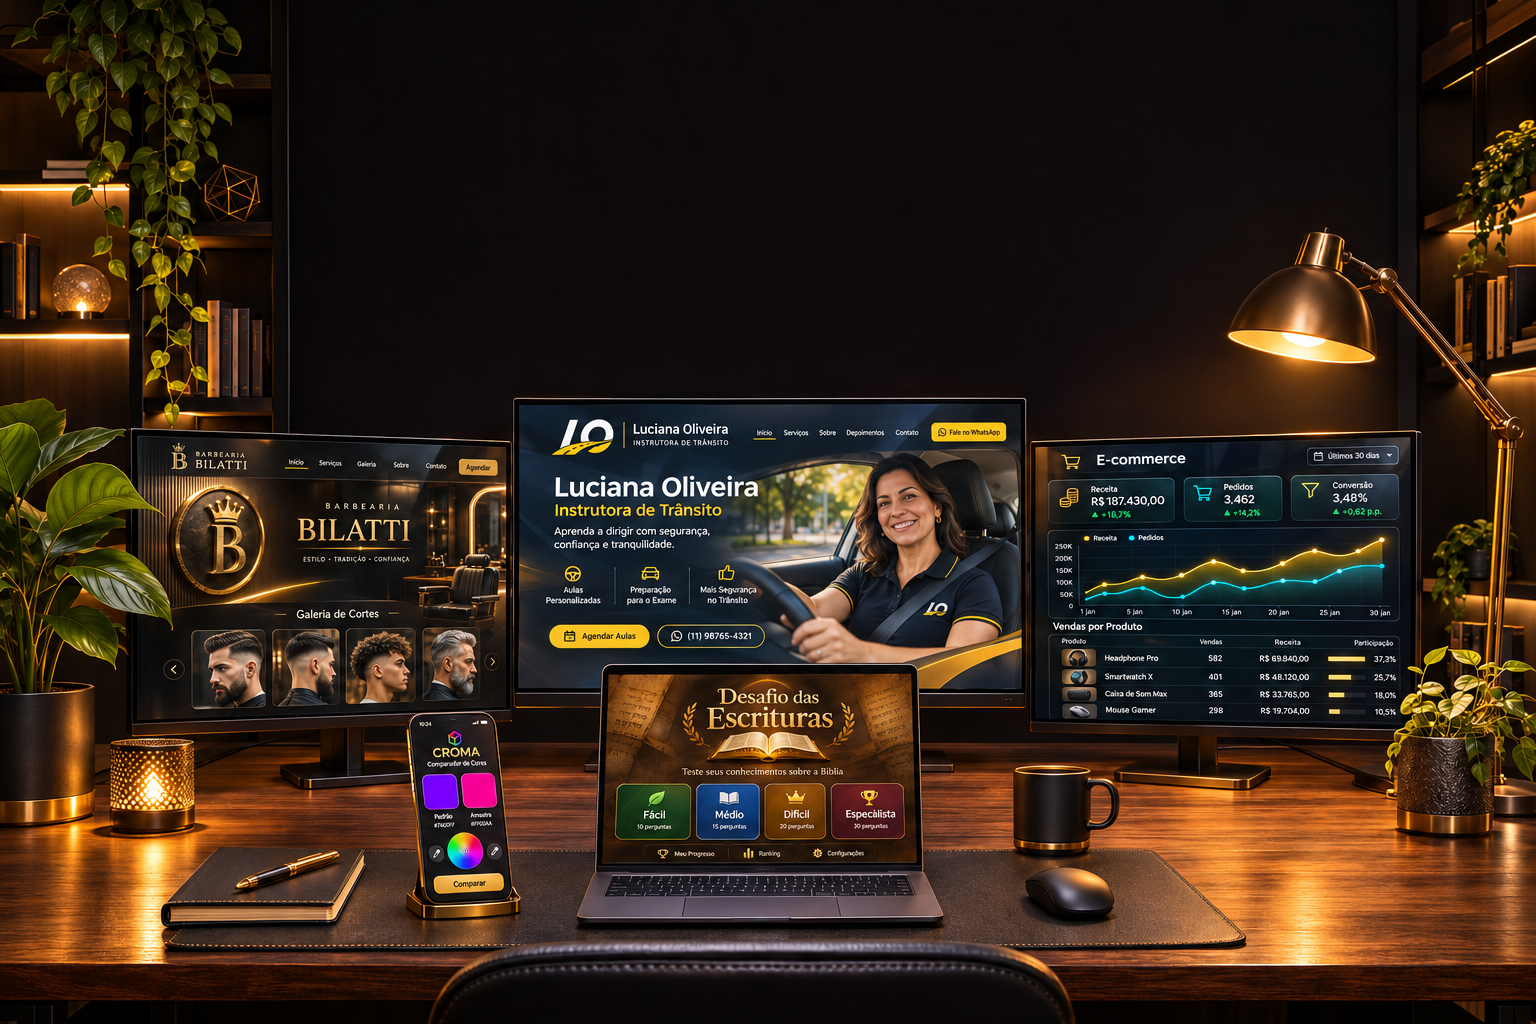 BARBEARIA
BILATTI
Início
Serviços
Galeria
Sobre
Contato
Agendar
B
BARBEARIA
BILATTI
ESTILO • TRADIÇÃO • CONFIANÇA
Galeria de Cortes
LO
Luciana Oliveira
INSTRUTORA DE TRÂNSITO
Início
Serviços
Sobre
Depoimentos
Contato
Fale no WhatsApp
Luciana Oliveira
Instrutora de Trânsito
Aprenda a dirigir com segurança,
confiança e tranquilidade.
Aulas
Personalizadas
Preparação
para o Exame
Mais Segurança
no Trânsito
Agendar Aulas
(11) 98765-4321
LO
E-commerce
Últimos 30 dias
Receita
R$ 187.430,00
▲ +18,7%
Pedidos
3,462
▲ +14,2%
Conversão
3,48%
▲ +0,62 p.p.
Receita
Pedidos
250K
200K
150K
100K
50K
0
1 jan
5 jan
10 jan
15 jan
20 jan
25 jan
30 jan
Vendas por Produto
Produto Vendas Receita Participação
Headphone Pro 582 R$ 69.840,00 37,3%
Smartwatch X 401 R$ 48.120,00 25,7%
Caixa de Som Max 365 R$ 33.765,00 18,0%
Mouse Gamer 298 R$ 19.704,00 10,5%
10:24
CROMA
Comparador de Cores
Padrão
Amostra
Comparar
Desafio das
Escrituras
Teste seus conhecimentos sobre a Bíblia
Fácil
10 perguntas
Médio
15 perguntas
Difícil
20 perguntas
Especialista
30 perguntas
Meu Progresso
Ranking
Configurações